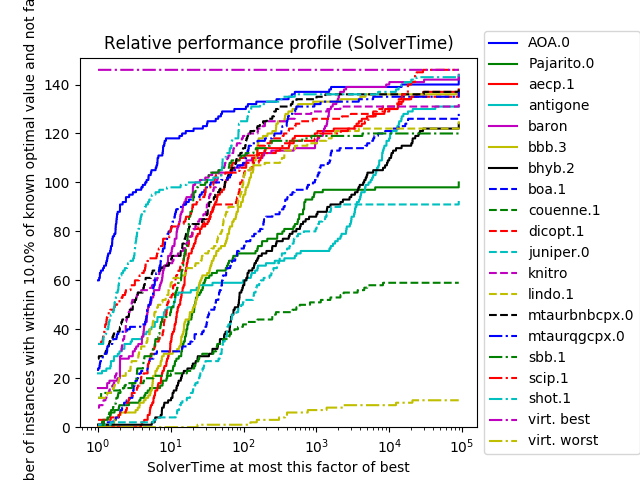 Relative performance profile (SolverTime)
of instances with within 10.0% of known optimal value and not
0
20
40
60
80
100
120
140
10^0
10^1
10^2
10^3
10^4
10^5
SolverTime at most this factor of best
AOA.0
Pajarito.0
aecp.1
antigone
baron
bbb.3
bhyb.2
boa.1
couenne.1
dicopt.1
juniper.0
knitro
lindo.1
mtaurbnbcpx.0
mtaurqgcpx.0
sbb.1
scip.1
shot.1
virt. best
virt. worst